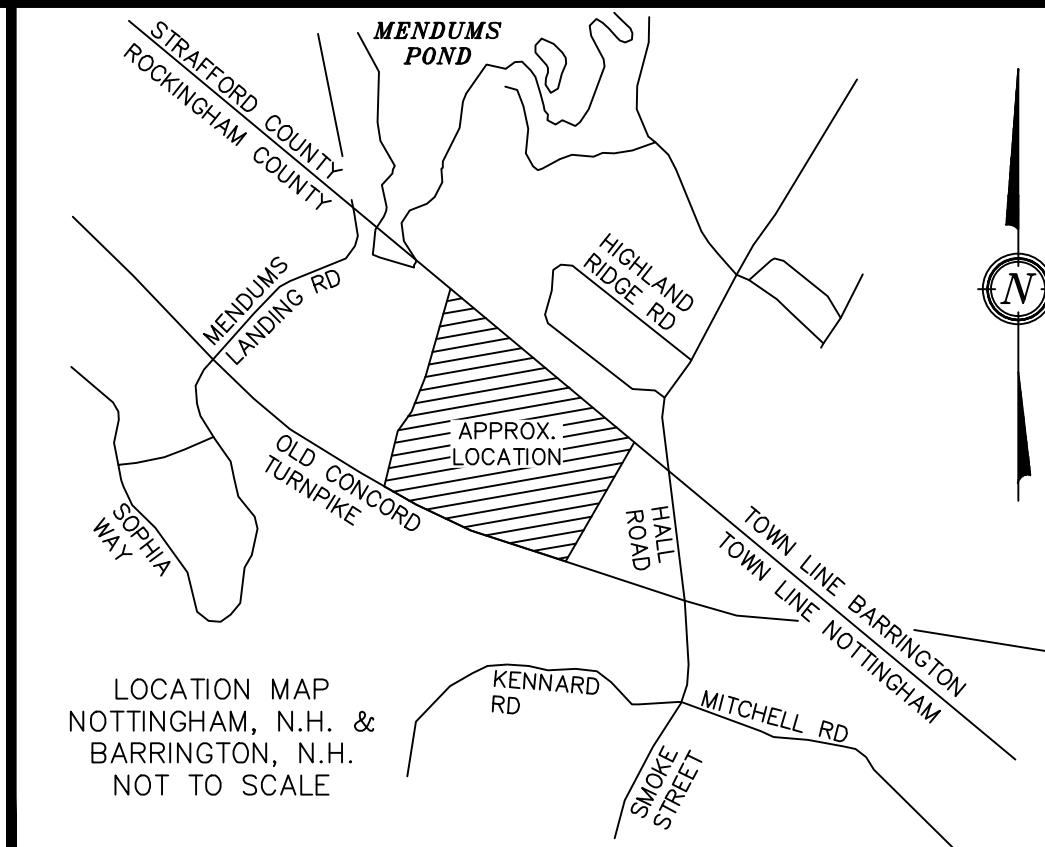 MENDUMS
POND
STRAFFORD COUNTY
ROCKINGHAM COUNTY
HIGHLAND
RIDGE RD
MENDUMS
LANDING RD
N
APPROX.
LOCATION
OLD CONCORD
TURNPIKE
SOPHIA
WAY
HALL
ROAD
TOWN LINE BARRINGTON
TOWN LINE NOTTINGHAM
KENNARD
RD
MITCHELL RD
SMOKE
STREET
LOCATION MAP
NOTTINGHAM, N.H. &
BARRINGTON, N.H.
NOT TO SCALE